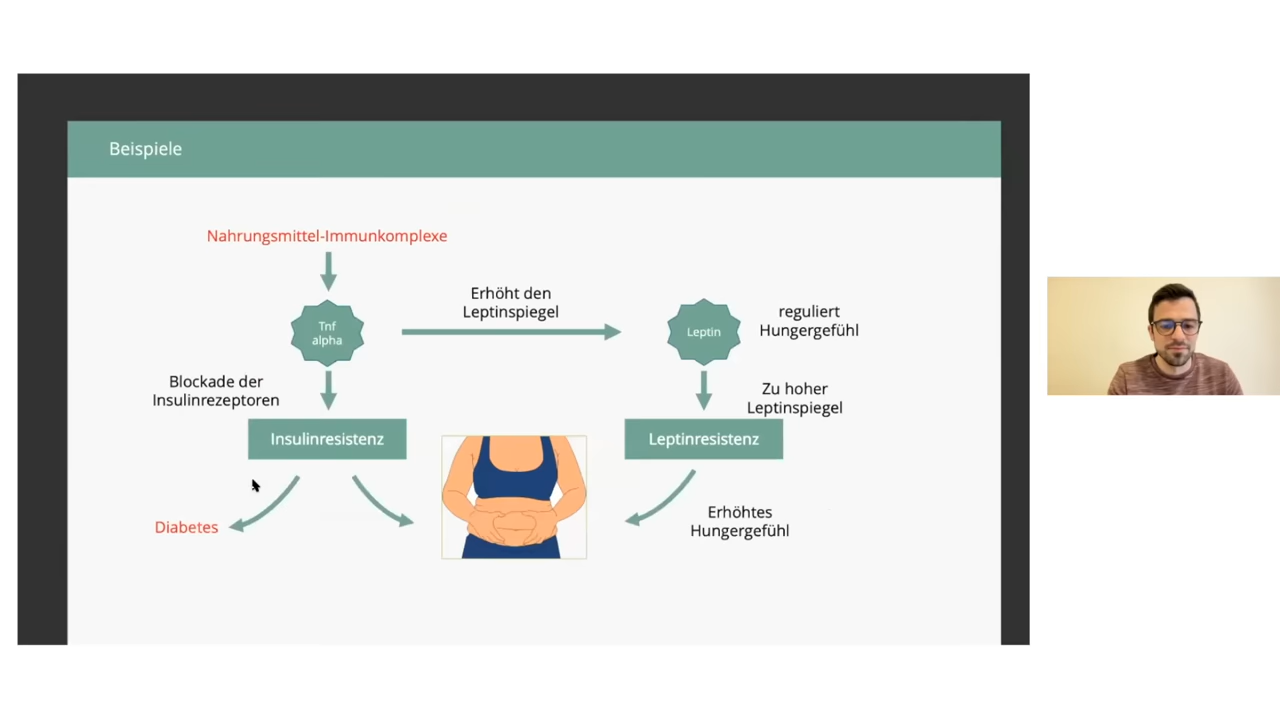 Beispiele
Nahrungsmittel-Immunkomplexe
Erhöht den
Leptinspiegel
Tnf
alpha
Leptin
reguliert
Hungergefühl
Blockade der
Insulinrezeptoren
Zu hoher
Leptinspiegel
Insulinresistenz
Leptinresistenz
Diabetes
Erhöhtes
Hungergefühl